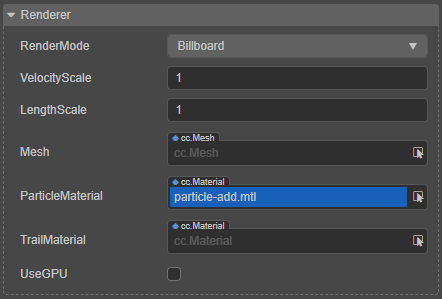 Renderer
RenderMode
Billboard
VelocityScale
1
LengthScale
1
cc.Mesh
Mesh
cc.Mesh
cc.Material
ParticleMaterial
particle-add.mtl
cc.Material
TrailMaterial
cc.Material
UseGPU